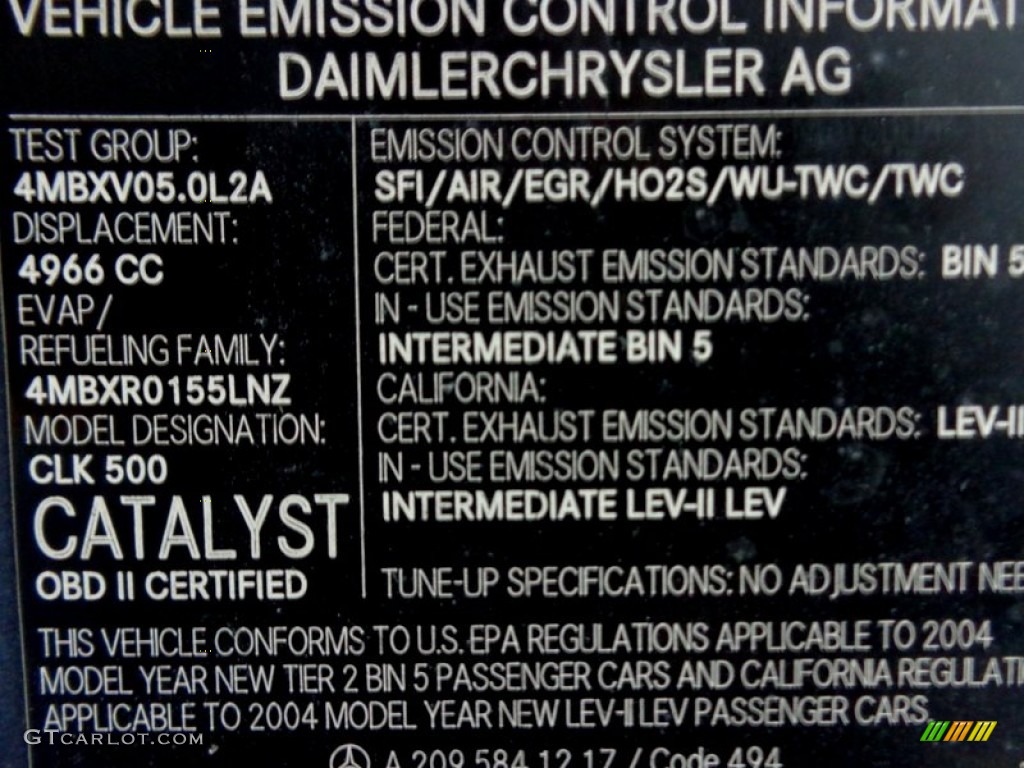 VEHICLE EMISSION CONTROL INFORMAT
DAIMLERCHRYSLER AG
TEST GROUP:
4MBXV05.0L2A
DISPLACEMENT:
4966 CC
EVAP/
REFUELING FAMILY:
4MBXR0155LNZ
MODEL DESIGNATION:
CLK 500
CATALYST
OBD II CERTIFIED
EMISSION CONTROL SYSTEM:
SFI/AIR/EGR/HO2S/WU-TWC/TWC
FEDERAL:
CERT. EXHAUST EMISSION STANDARDS: BIN 5
IN - USE EMISSION STANDARDS:
INTERMEDIATE BIN 5
CALIFORNIA:
CERT. EXHAUST EMISSION STANDARDS: LEV-II
IN - USE EMISSION STANDARDS:
INTERMEDIATE LEV-II LEV
TUNE-UP SPECIFICATIONS: NO ADJUSTMENT NEE
THIS VEHICLE CONFORMS TO U.S. EPA REGULATIONS APPLICABLE TO 2004
MODEL YEAR NEW TIER 2 BIN 5 PASSENGER CARS AND CALIFORNIA REGULATI
APPLICABLE TO 2004 MODEL YEAR NEW LEV-II LEV PASSENGER CARS.
A 209 584 12 17 / Code 494
GTcarlot.com